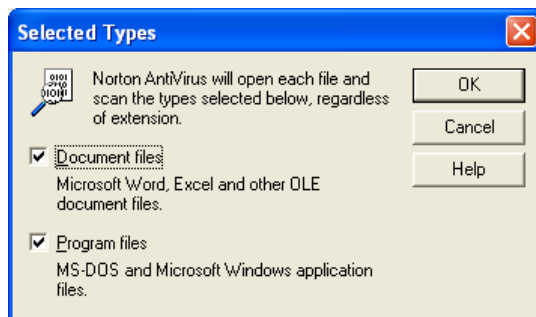 Selected Types
Norton AntiVirus will open each file and
scan the types selected below, regardless
of extension.
OK
Cancel
Help
Document files
Microsoft Word, Excel and other OLE
document files.
Program files
MS-DOS and Microsoft Windows application
files.